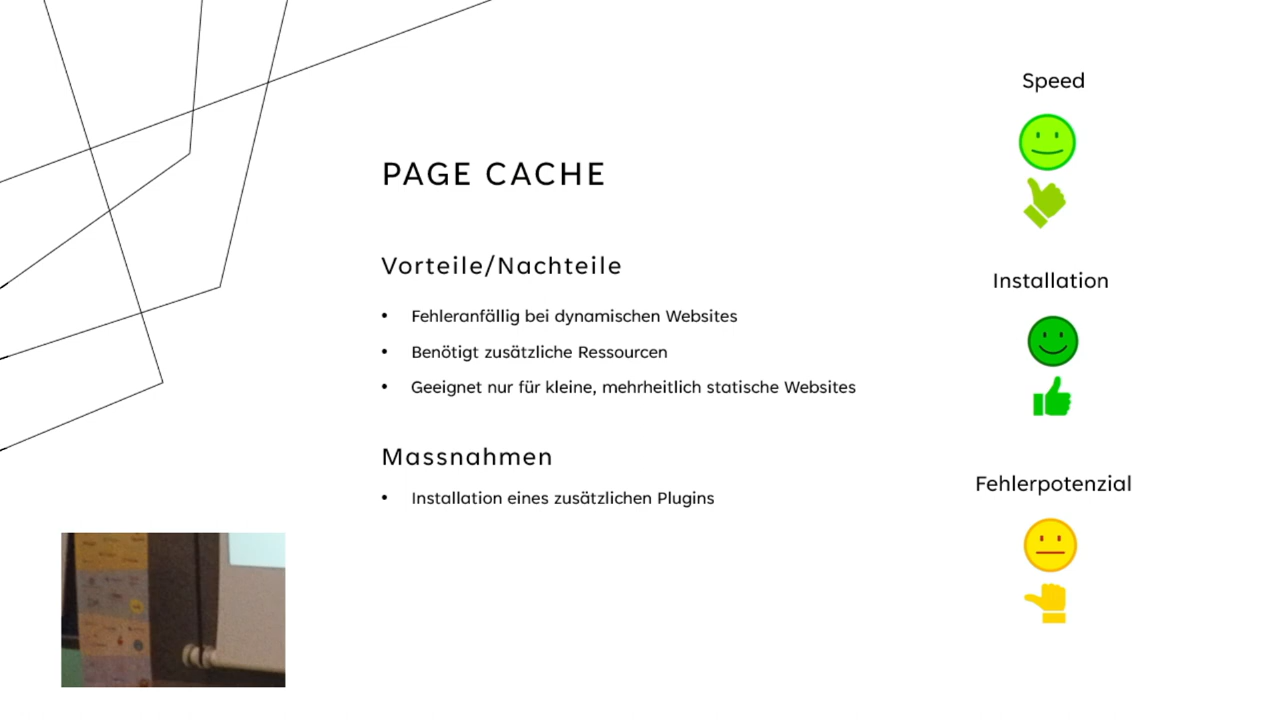 PAGE CACHE
Vorteile/Nachteile
• Fehleranfällig bei dynamischen Websites
• Benötigt zusätzliche Ressourcen
• Geeignet nur für kleine, mehrheitlich statische Websites
Massnahmen
• Installation eines zusätzlichen Plugins
Speed
Installation
Fehlerpotenzial